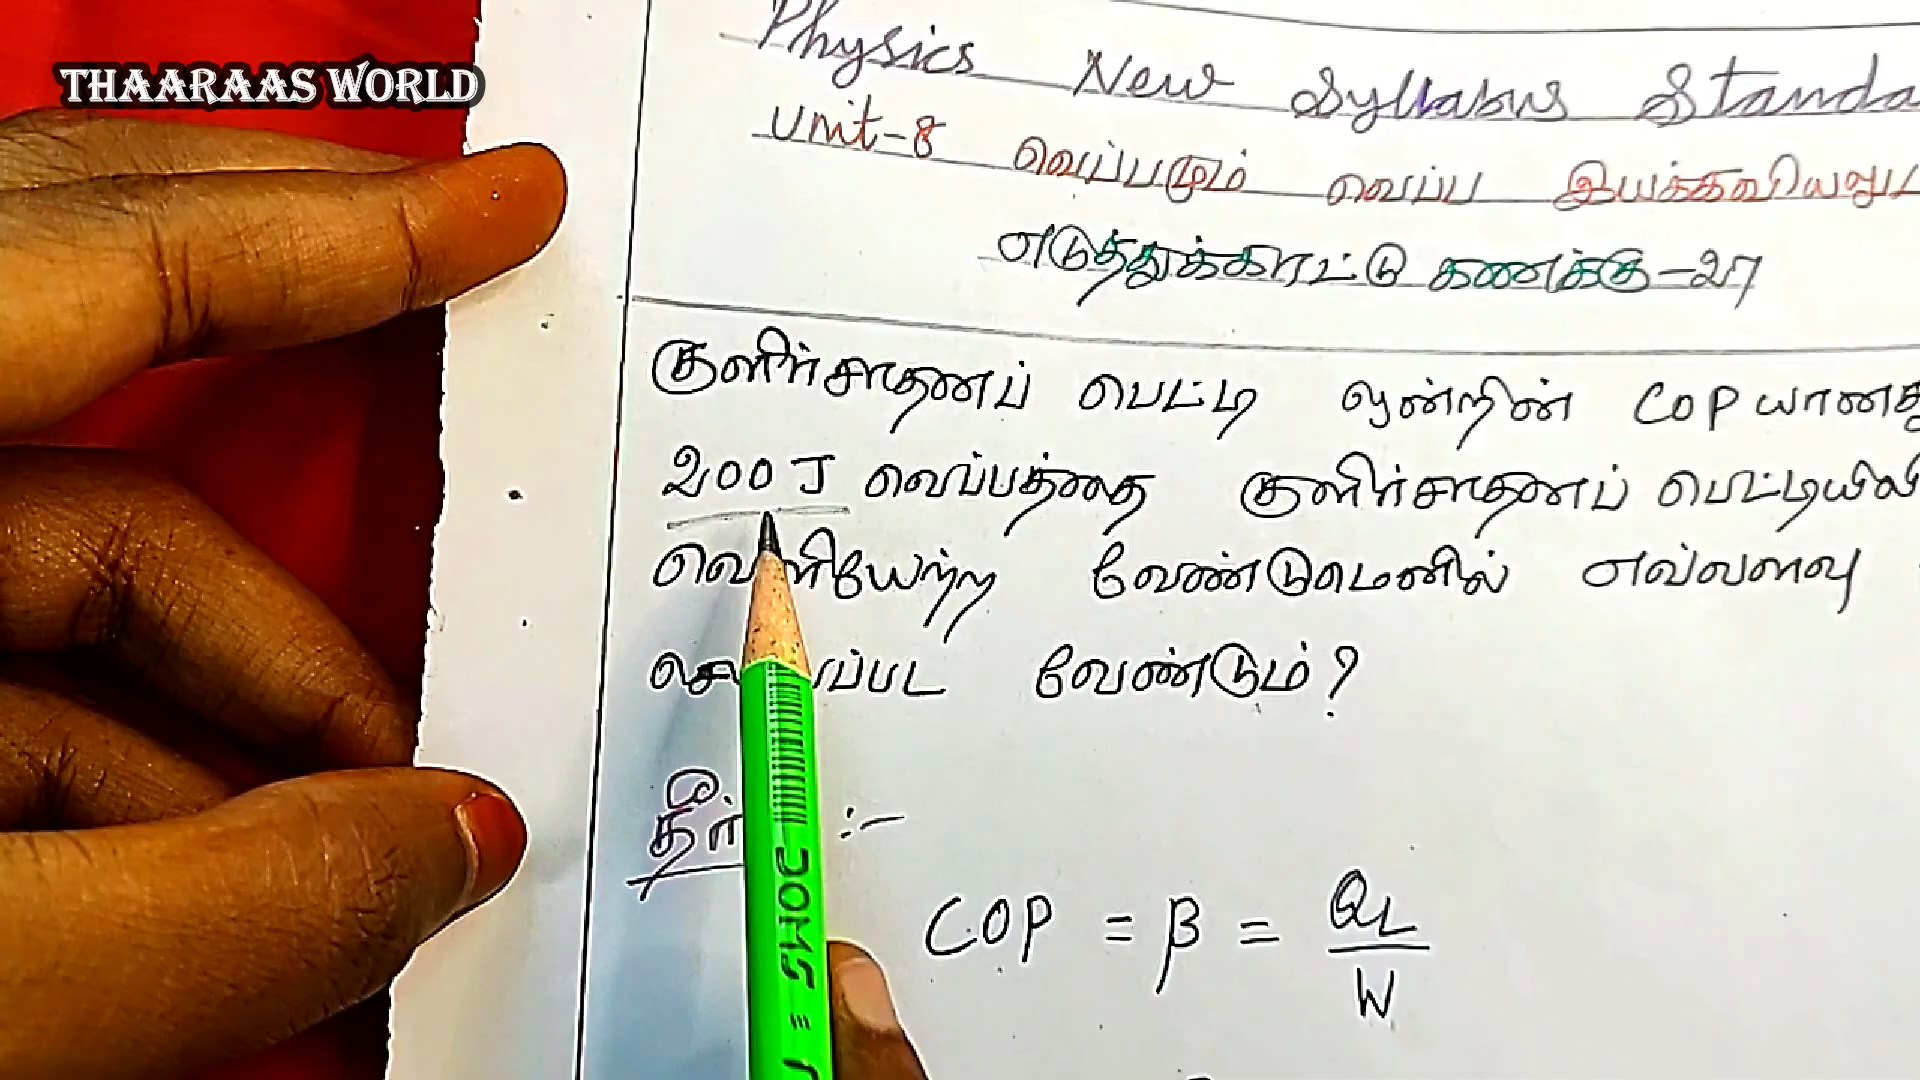 THAARAAS WORLD
Physics New Syllabus Standa
Unit-8 வெப்பமும் வெப்ப இயக்கவியலு
எடுத்துக்காட்டு கணக்கு-27
குளிர்சாதனப் பெட்டி ஒன்றின் COP யானது
200 J வெப்பத்தை குளிர்சாதனப் பெட்டியிலி
வெளியேற்ற வேண்டுமெனில் எவ்வளவு
வேண்டும்?
:-
COP = β = QL
W
DOMS